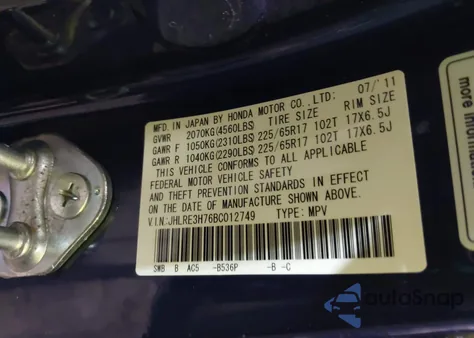 MFD. IN JAPAN BY HONDA MOTOR CO., LTD: 07/'11
GVWR 2070KG(4560LBS) TIRE SIZE RIM SIZE
GAWR F 1050KG(2310LBS)225/65R17 102T 17X6.5J
GAWR R 1040KG(2290LBS)225/65R17 102T 17X6.5J
THIS VEHICLE CONFORMS TO ALL APPLICABLE
FEDERAL MOTOR VEHICLE SAFETY
AND THEFT PREVENTION STANDARDS IN EFFECT
ON THE DATE OF MANUFACTURE SHOWN ABOVE.
VIN:JHLRE3H76BC012749 TYPE: MPV
SWB B AC5 -B536P -B -C
more
autoSnap